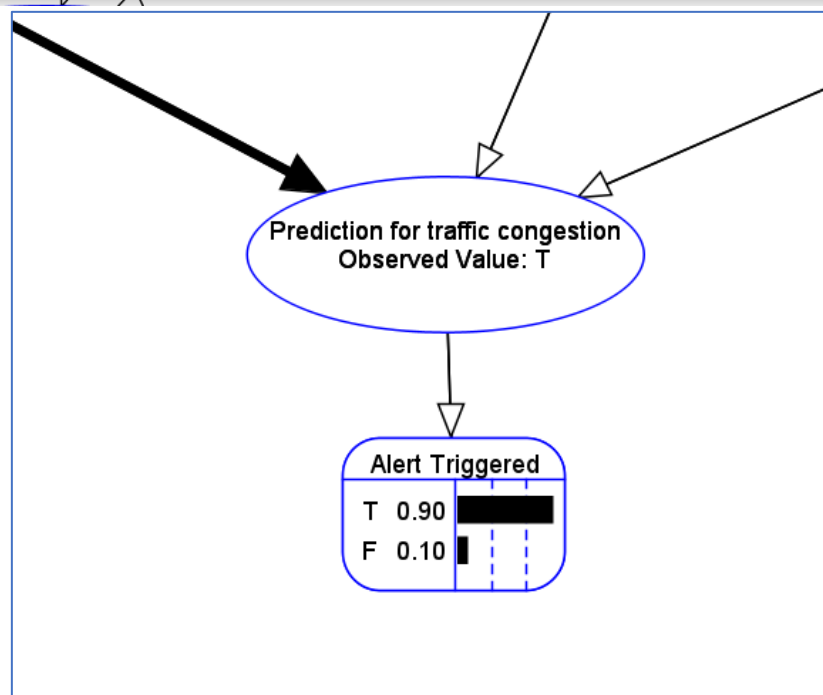 Prediction for traffic congestion
Observed Value: T
Alert Triggered
T 0.90
F 0.10